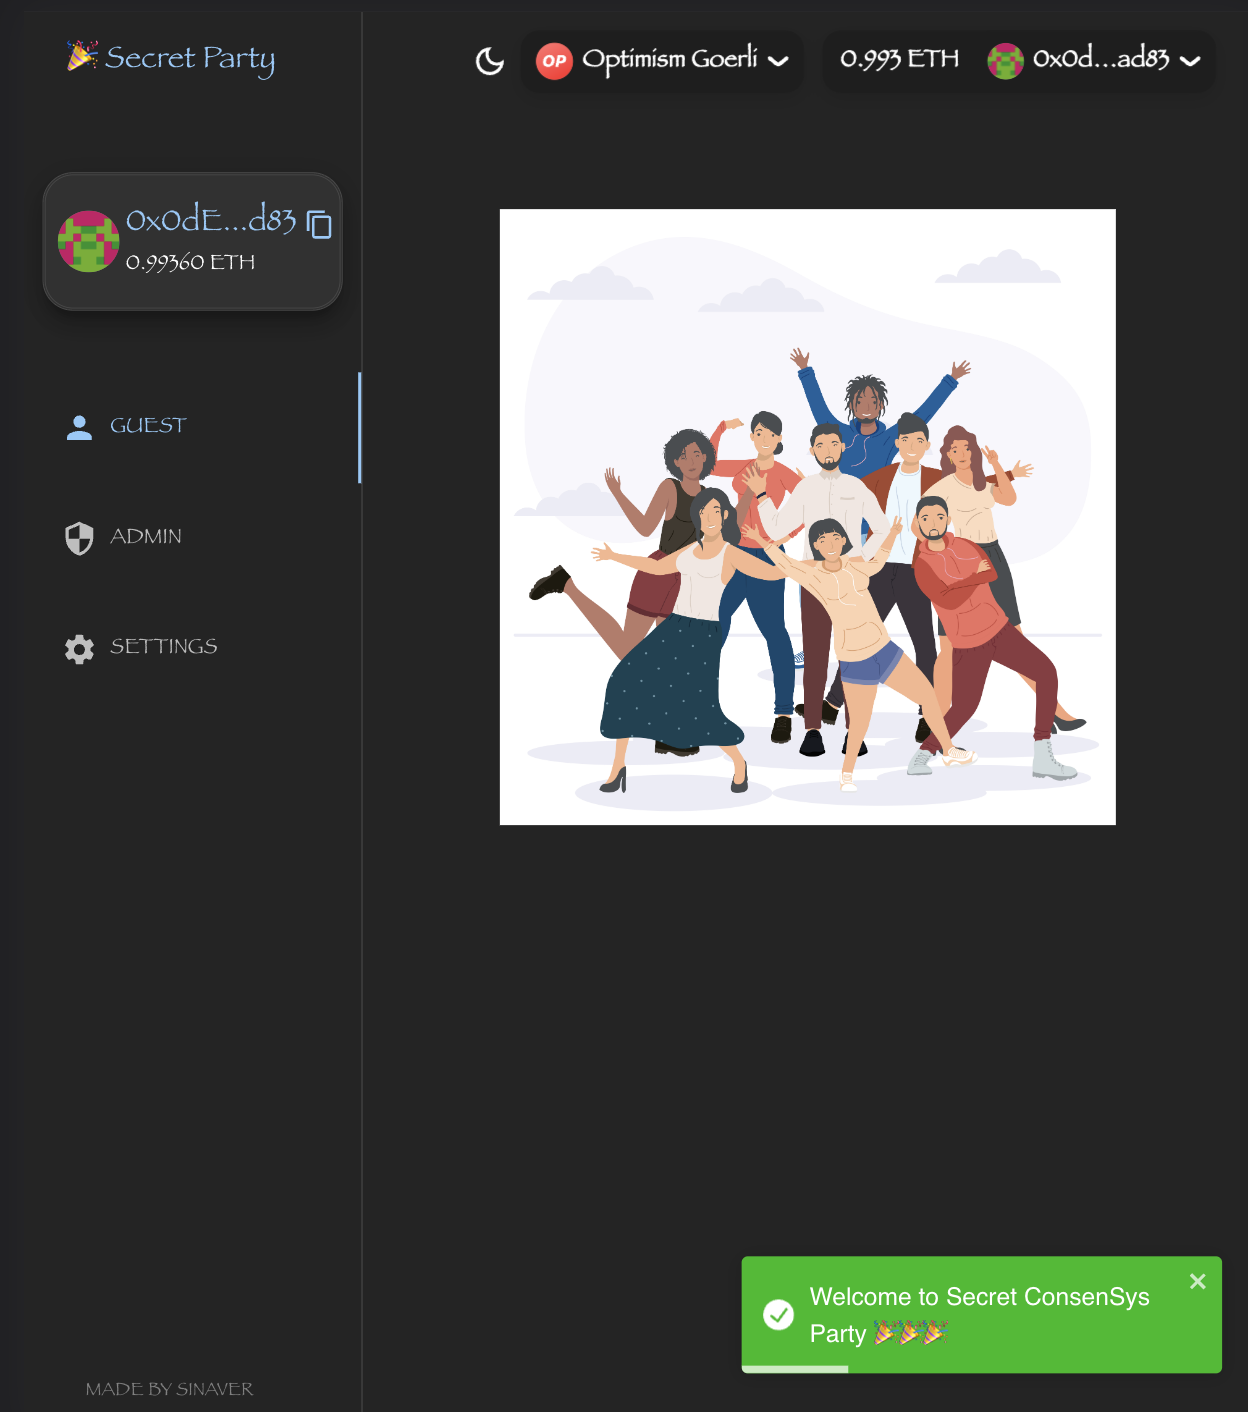 🎉 Secret Party
OP Optimism Goerli
0.993 ETH
0x0d...ad83
0x0dE...d83
0.99360 ETH
GUEST
ADMIN
SETTINGS
Welcome to Secret ConsenSys
Party 🎉🎉🎉
MADE BY SINAVER